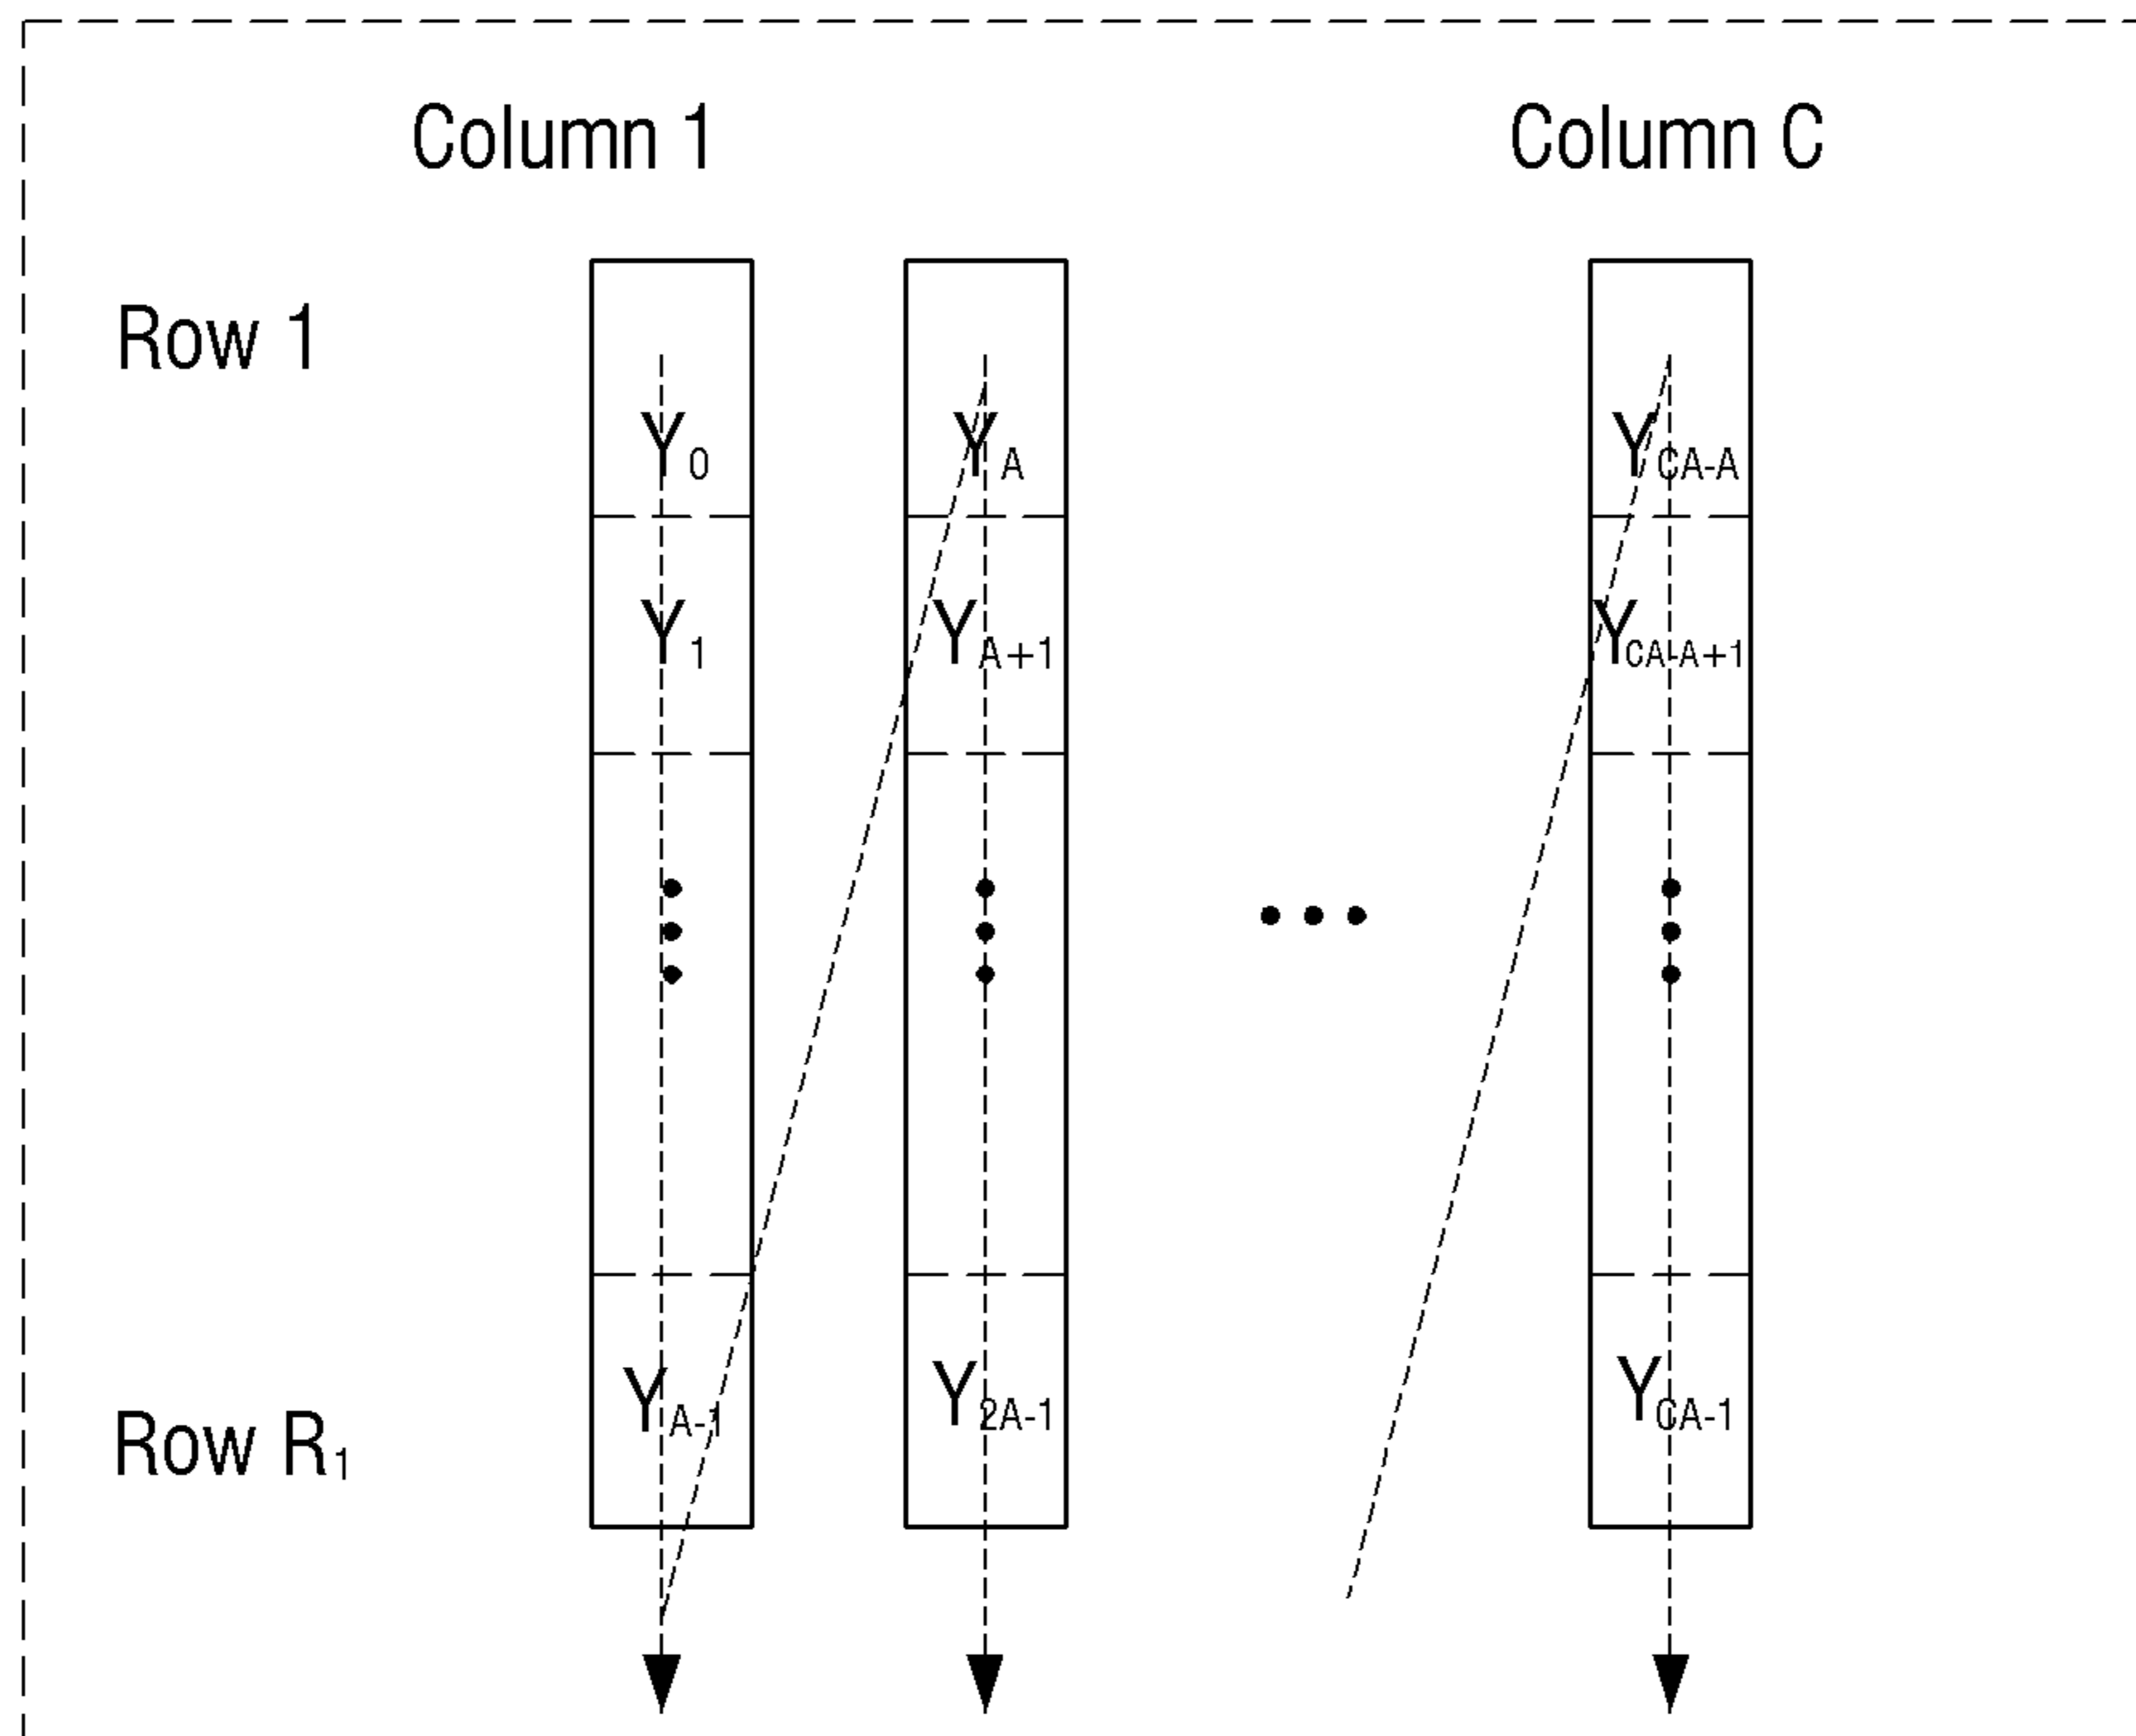 Column 1 Column C
Row 1
Y0 YA YCA-A
Y1 YA+1 YCA-A+1
YA-1 Y2A-1 YCA-1
Row R1